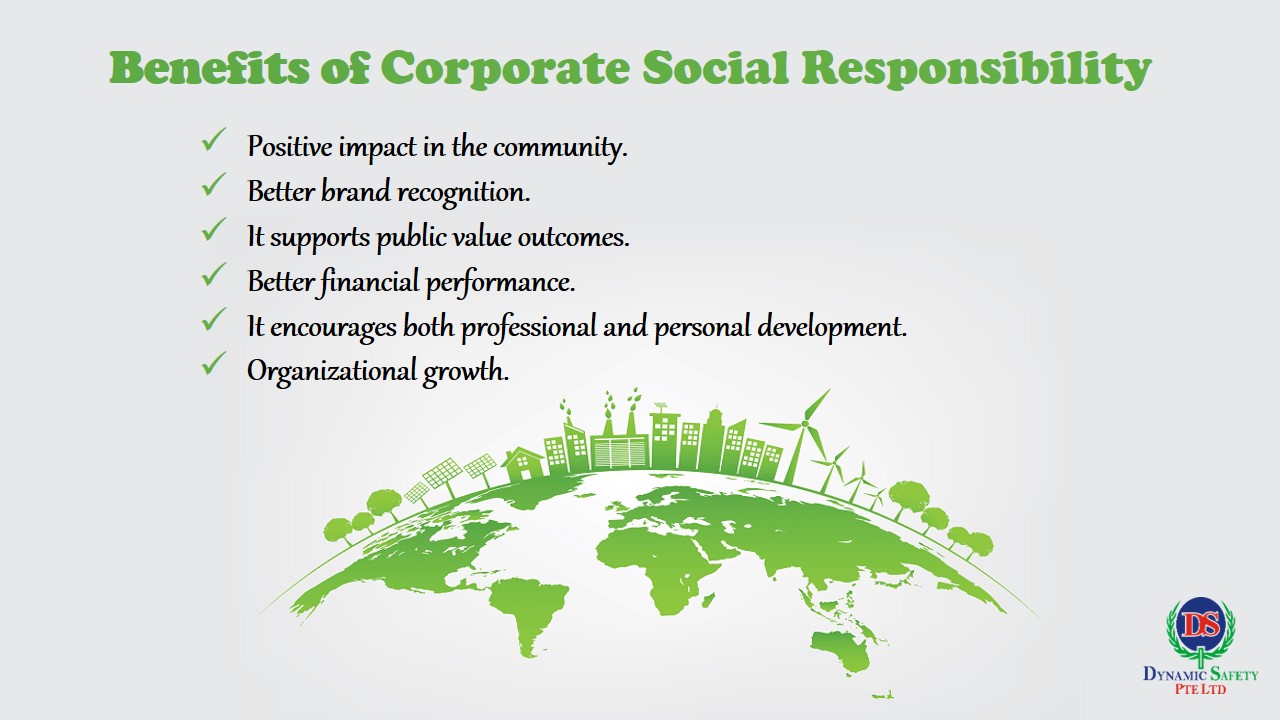 Benefits of Corporate Social Responsibility
Positive impact in the community.
Better brand recognition.
It supports public value outcomes.
Better financial performance.
It encourages both professional and personal development.
Organizational growth.
DS
DYNAMIC SAFETY
PTE LTD